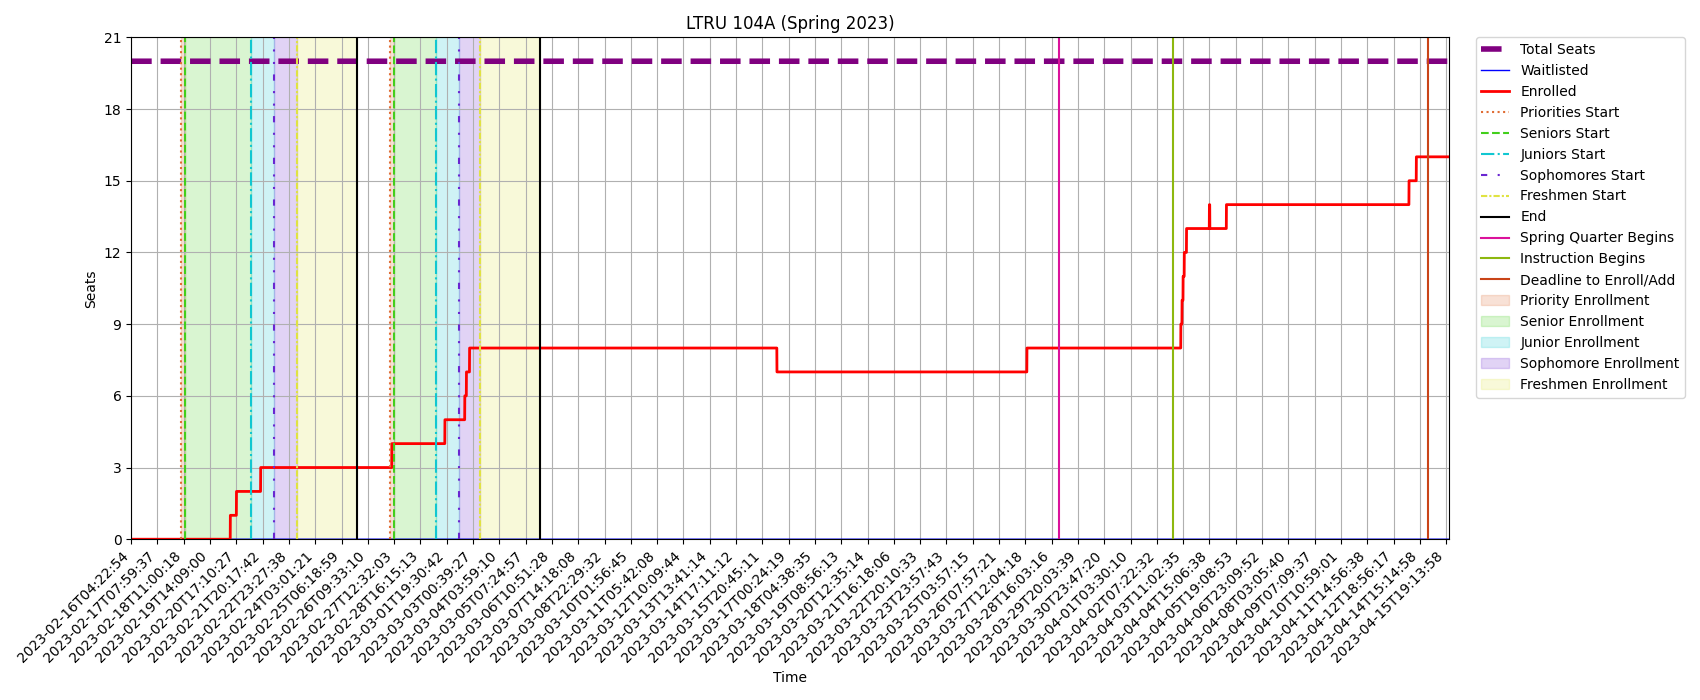 LTRU 104A (Spring 2023)
21
18
15
12
9
6
3
0
Seats
2023-02-16T04:22:54
2023-02-17T07:59:37
2023-02-18T11:00:18
2023-02-19T14:09:00
2023-02-20T17:10:27
2023-02-21T20:17:42
2023-02-22T23:27:38
2023-02-24T03:01:21
2023-02-25T06:18:59
2023-02-26T09:33:10
2023-02-27T12:32:03
2023-02-28T16:15:13
2023-03-01T19:30:42
2023-03-03T00:39:27
2023-03-04T03:59:10
2023-03-05T07:24:57
2023-03-06T10:51:28
2023-03-07T14:18:08
2023-03-08T22:29:32
2023-03-10T01:56:45
2023-03-11T05:42:08
2023-03-12T10:09:44
2023-03-13T13:41:14
2023-03-14T17:11:12
2023-03-15T20:45:11
2023-03-17T00:24:19
2023-03-18T04:38:35
2023-03-19T08:56:13
2023-03-20T12:35:14
2023-03-21T16:18:06
2023-03-22T20:10:33
2023-03-23T23:57:43
2023-03-25T03:57:15
2023-03-26T07:57:21
2023-03-27T12:04:18
2023-03-28T16:03:16
2023-03-29T20:03:39
2023-03-30T23:47:20
2023-04-01T03:30:10
2023-04-02T07:22:32
2023-04-03T11:02:35
2023-04-04T15:06:38
2023-04-05T19:08:53
2023-04-06T23:09:52
2023-04-08T03:05:40
2023-04-09T07:09:37
2023-04-10T10:59:01
2023-04-11T14:56:38
2023-04-12T18:56:17
2023-04-14T15:14:58
2023-04-15T19:13:58
Time
Total Seats
Waitlisted
Enrolled
Priorities Start
Seniors Start
Juniors Start
Sophomores Start
Freshmen Start
End
Spring Quarter Begins
Instruction Begins
Deadline to Enroll/Add
Priority Enrollment
Senior Enrollment
Junior Enrollment
Sophomore Enrollment
Freshmen Enrollment